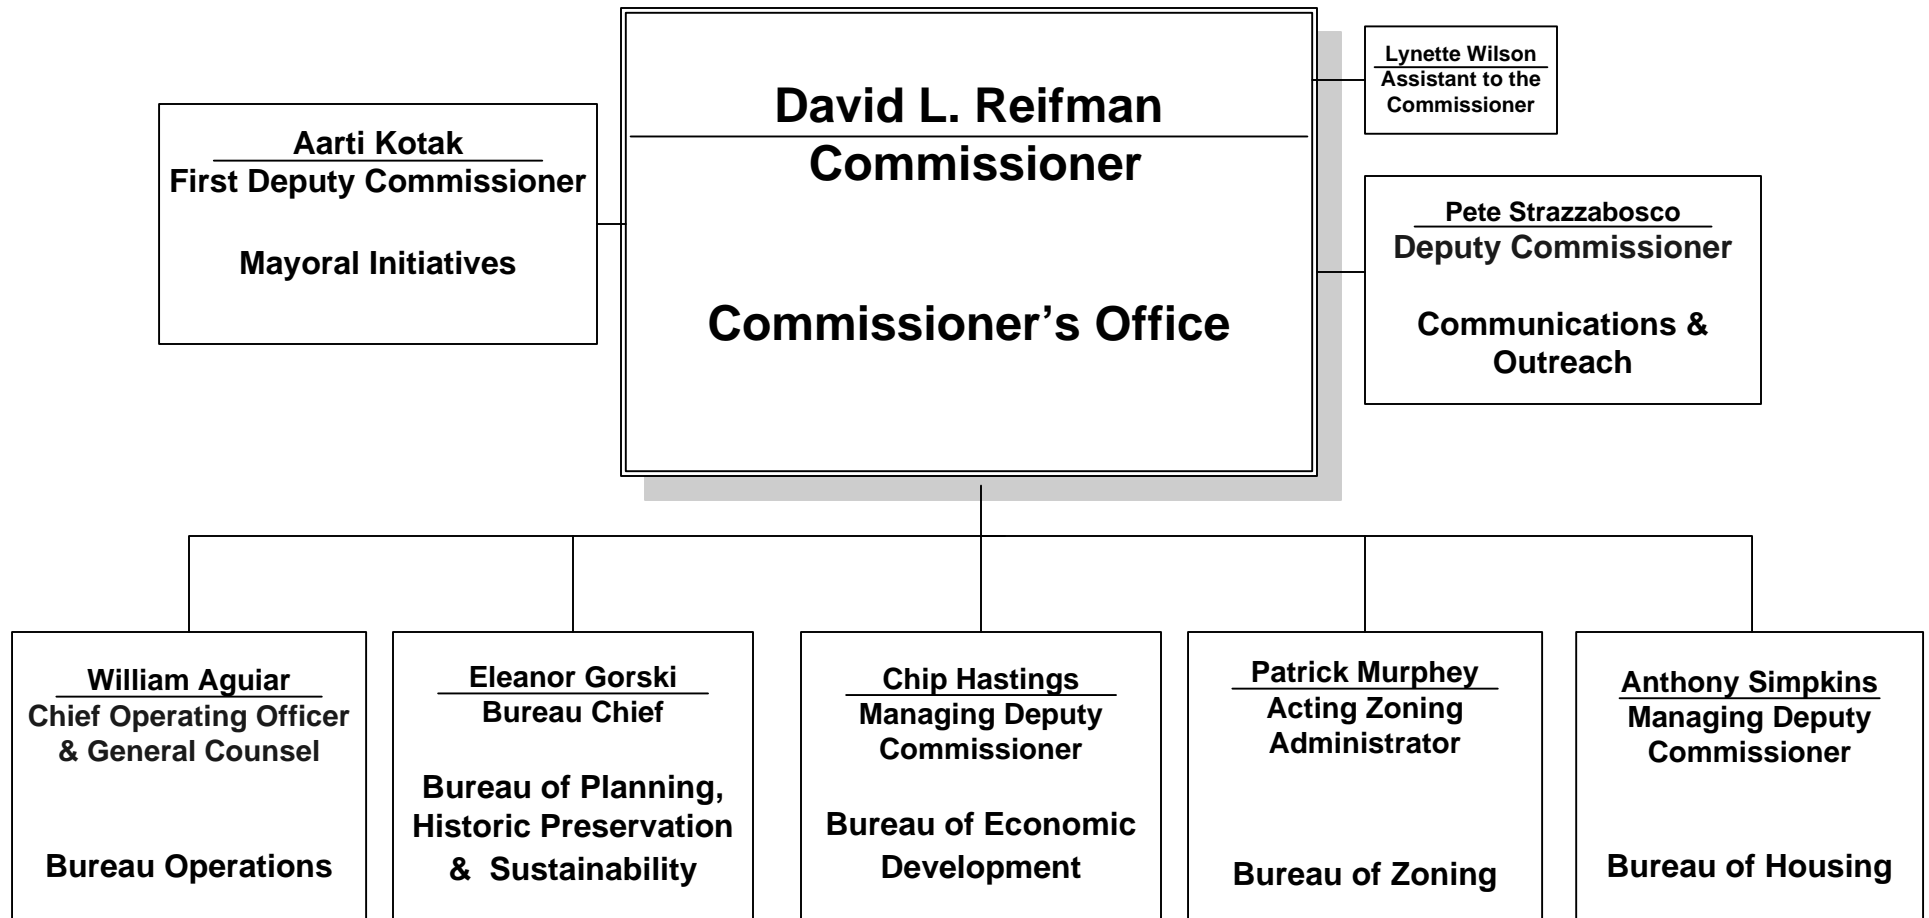 David L. Reifman
Commissioner
Commissioner’s Office
Aarti Kotak
First Deputy Commissioner
Mayoral Initiatives
Lynette Wilson
Assistant to the
Commissioner
Pete Strazzabosco
Deputy Commissioner
Communications &
Outreach
William Aguiar
Chief Operating Officer
& General Counsel
Bureau Operations
Eleanor Gorski
Bureau Chief
Bureau of Planning,
Historic Preservation
& Sustainability
Chip Hastings
Managing Deputy
Commissioner
Bureau of Economic
Development
Patrick Murphey
Acting Zoning
Administrator
Bureau of Zoning
Anthony Simpkins
Managing Deputy
Commissioner
Bureau of Housing